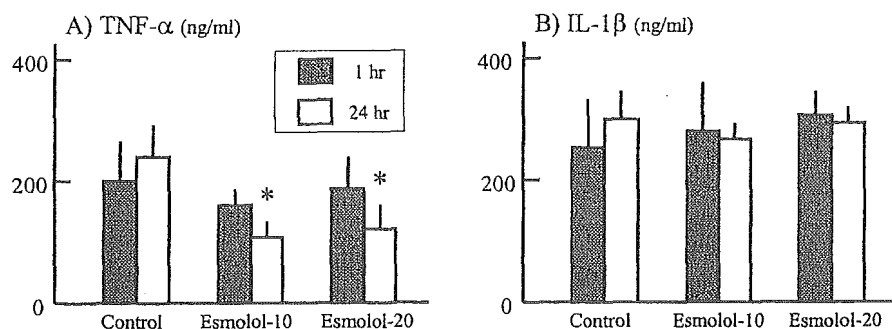 A) TNF-α (ng/ml)
400
200
0
1 hr
24 hr
*
*
Control Esmolol-10 Esmolol-20
B) IL-1β (ng/ml)
400
200
0
Control Esmolol-10 Esmolol-20